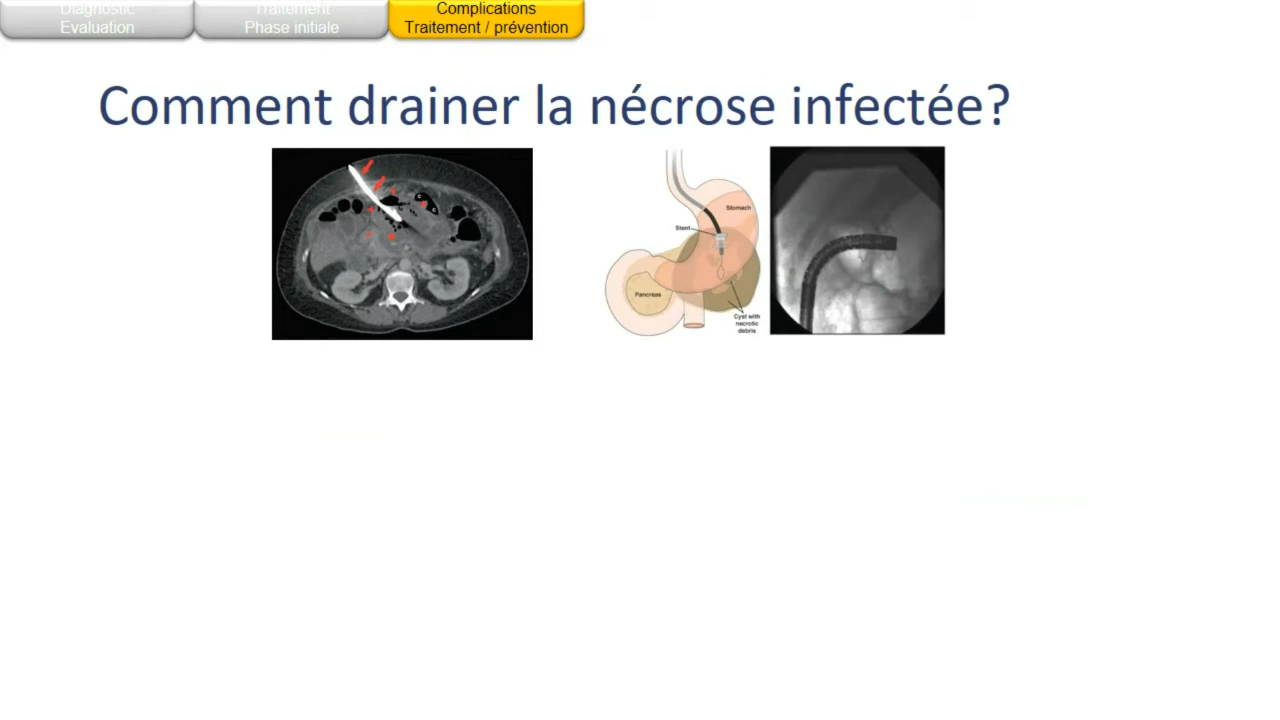 Diagnostic
Evaluation
Traitement
Phase initiale
Complications
Traitement / prévention
Comment drainer la nécrose infectée?
Stomach
Stent
Pancreas
Cyst with
necrotic
debris